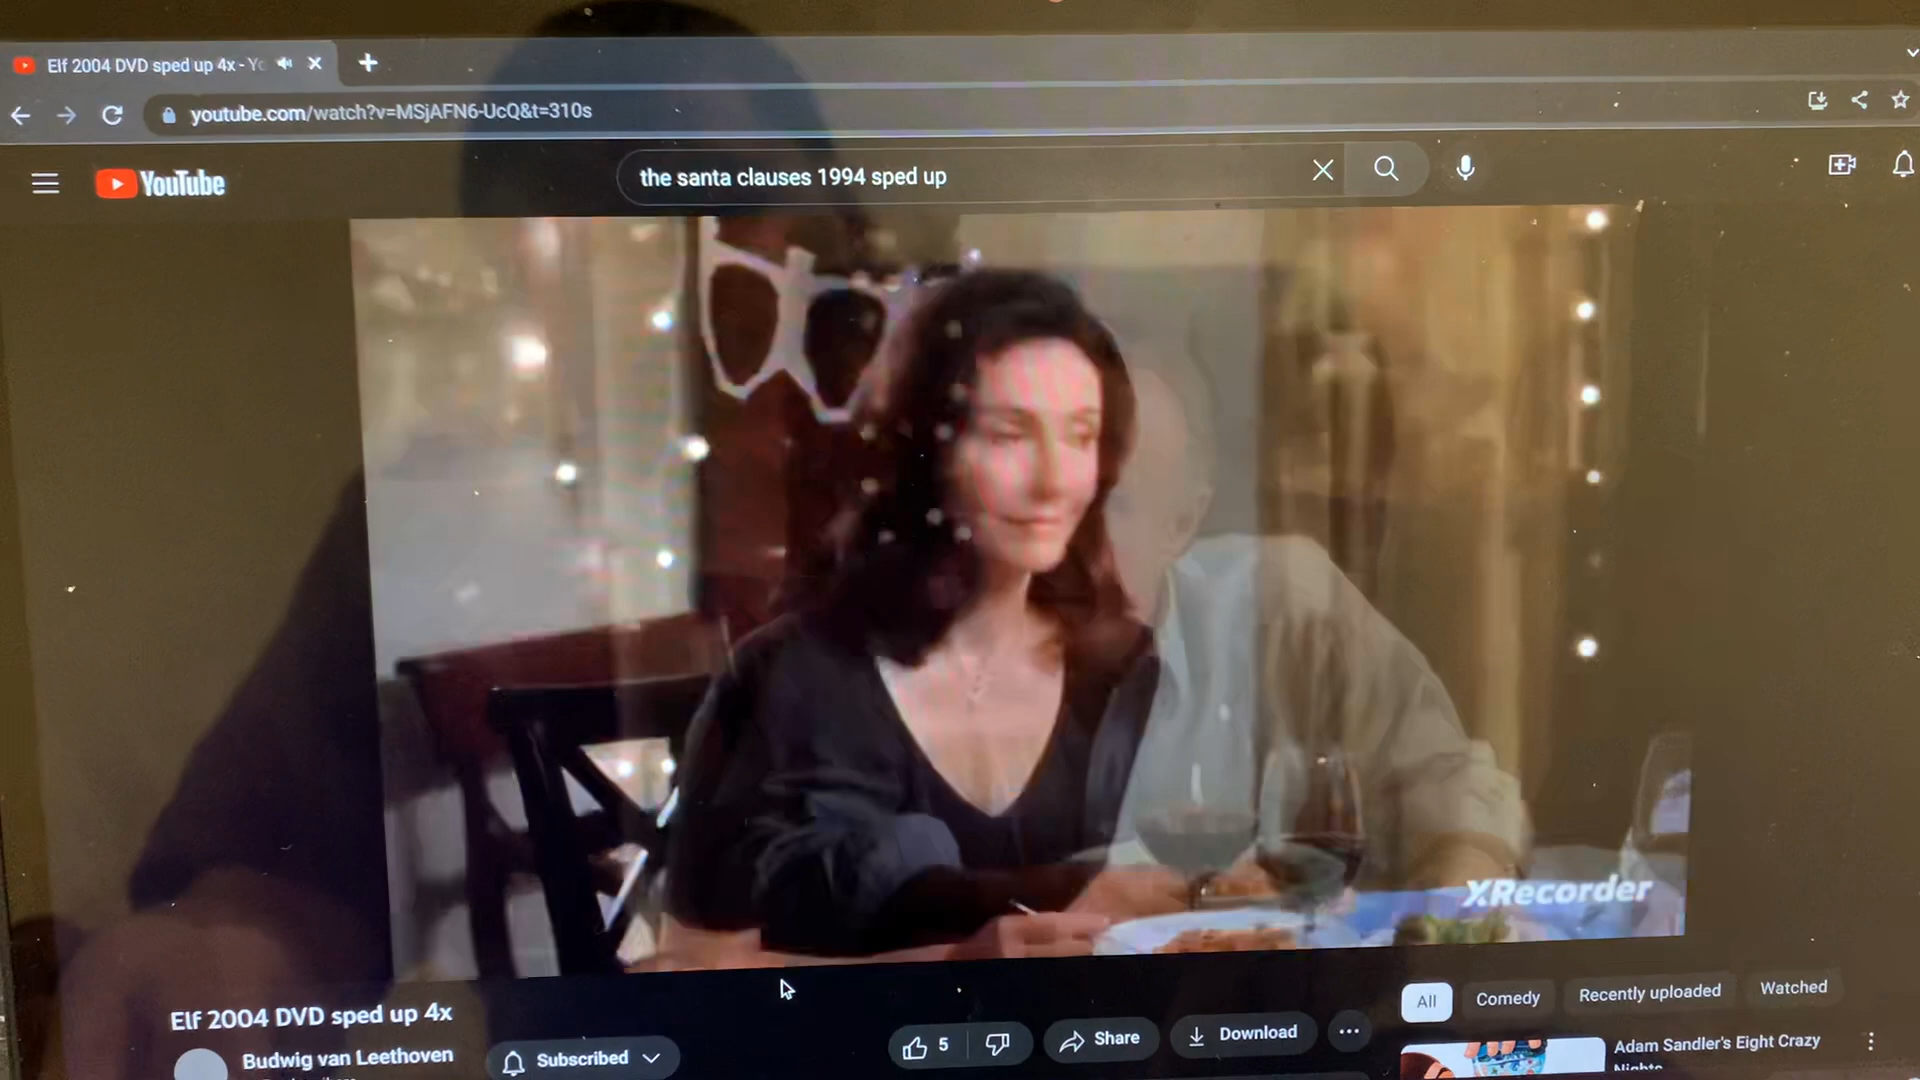 Elf 2004 DVD sped up 4x - Yo
youtube.com/watch?v=MSjAFN6-UcQ&t=310s
YouTube
the santa clauses 1994 sped up
XRecorder
Elf 2004 DVD sped up 4x
Budwig van Leethoven
Subscribed
5
Share
Download
All
Comedy
Recently uploaded
Watched
Adam Sandler's Eight Crazy
Nights